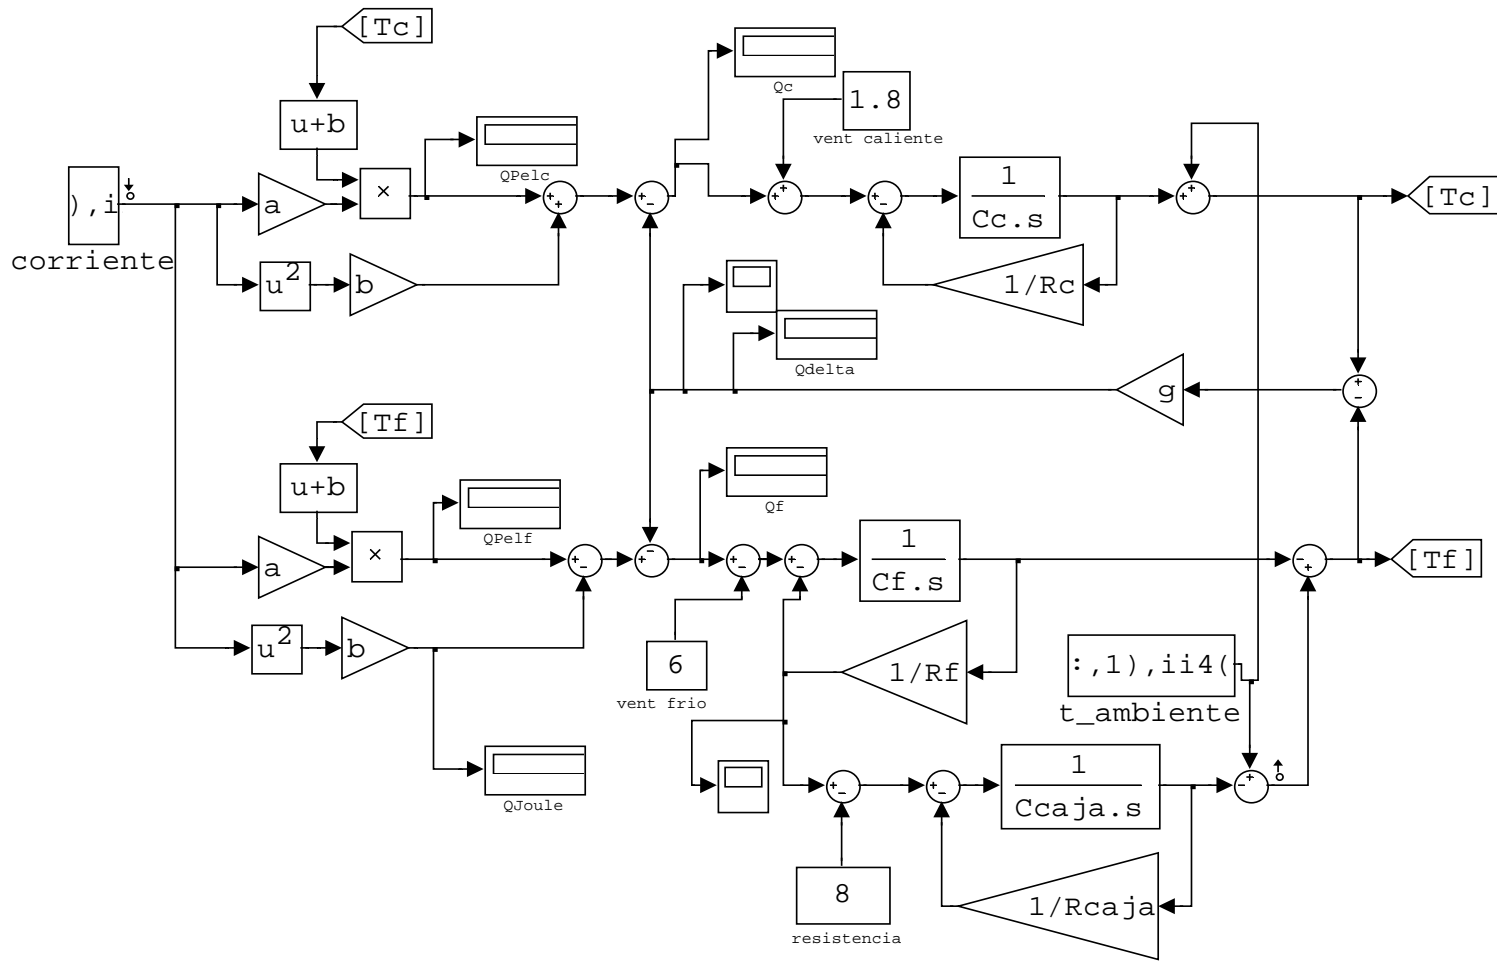 [Tc]
Qc
1.8
vent caliente
u+b
QPelc
×
1
Cc.s
[Tc]
), i
a
corriente
u2
b
1/Rc
Qdelta
g
[Tf]
u+b
Qf
QPelf
×
1
Cf.s
[Tf]
a
u2
b
6
vent frio
1/Rf
:,1),ii4(
t_ambiente
QJoule
1
Ccaja.s
8
resistencia
1/Rcaja